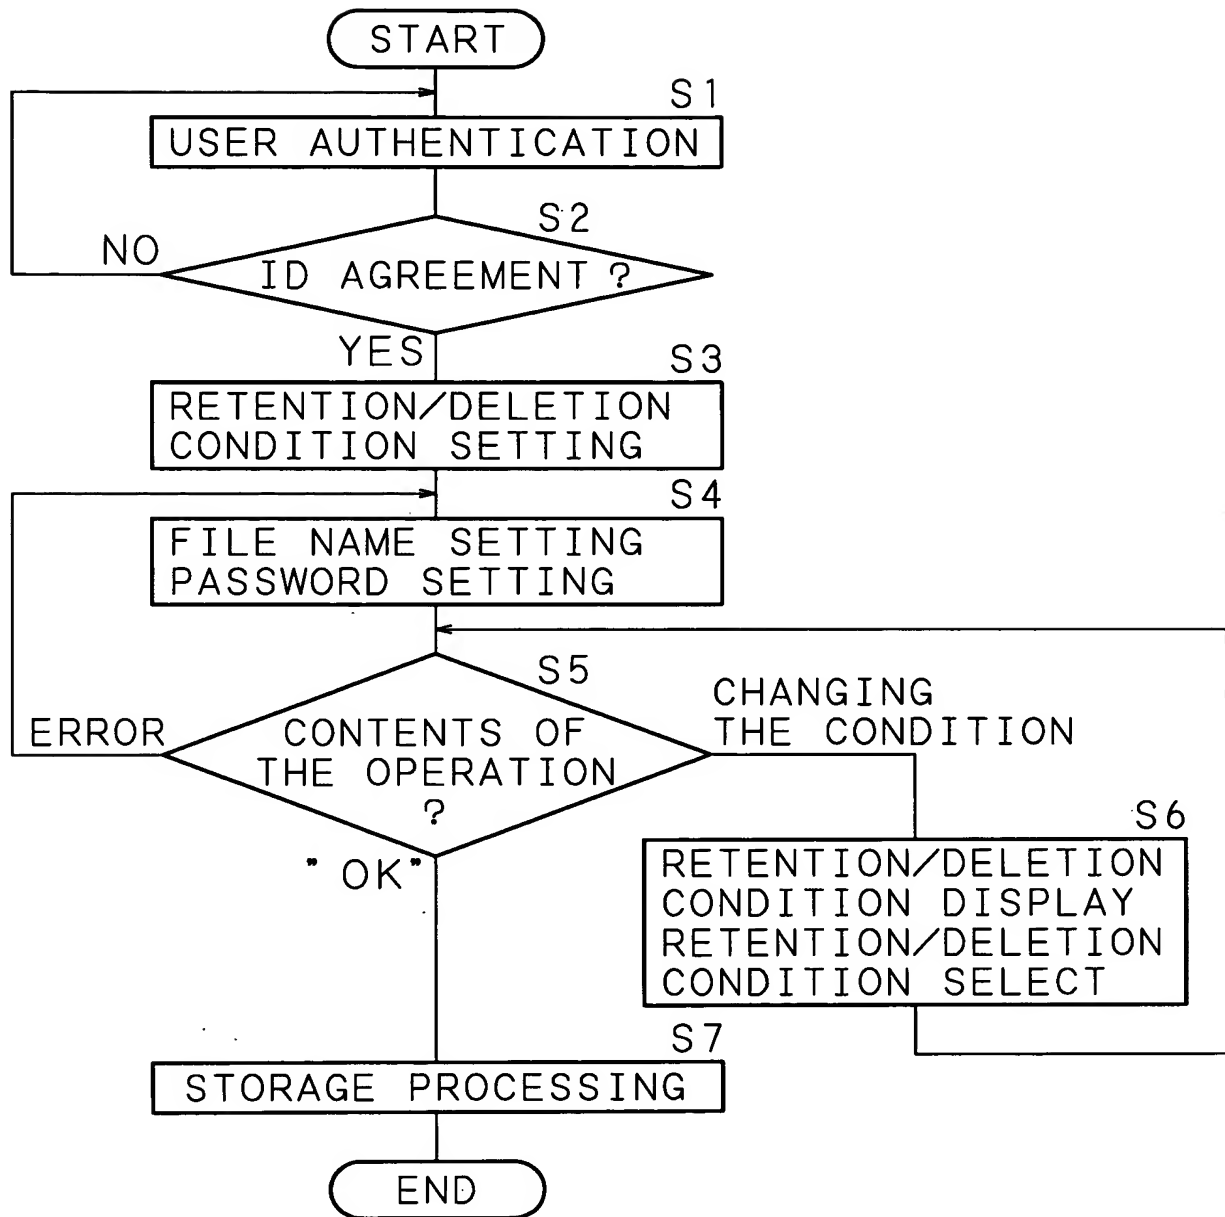 START
S1
USER AUTHENTICATION
S2
NO
ID AGREEMENT ?
YES
S3
RETENTION/DELETION
CONDITION SETTING
S4
FILE NAME SETTING
PASSWORD SETTING
S5
CHANGING
THE CONDITION
ERROR
CONTENTS OF
THE OPERATION
?
"OK"
S6
RETENTION/DELETION
CONDITION DISPLAY
RETENTION/DELETION
CONDITION SELECT
S7
STORAGE PROCESSING
END